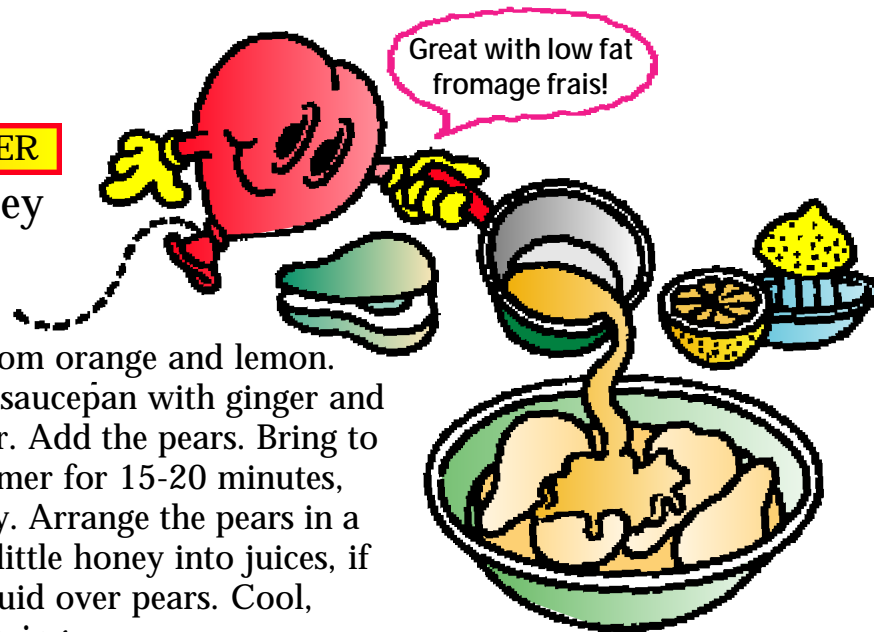 Great with low fat
fromage frais!
ER
ey
om orange and lemon.
saucepan with ginger and
r. Add the pears. Bring to
mer for 15-20 minutes,
y. Arrange the pears in a
little honey into juices, if
uid over pears. Cool,